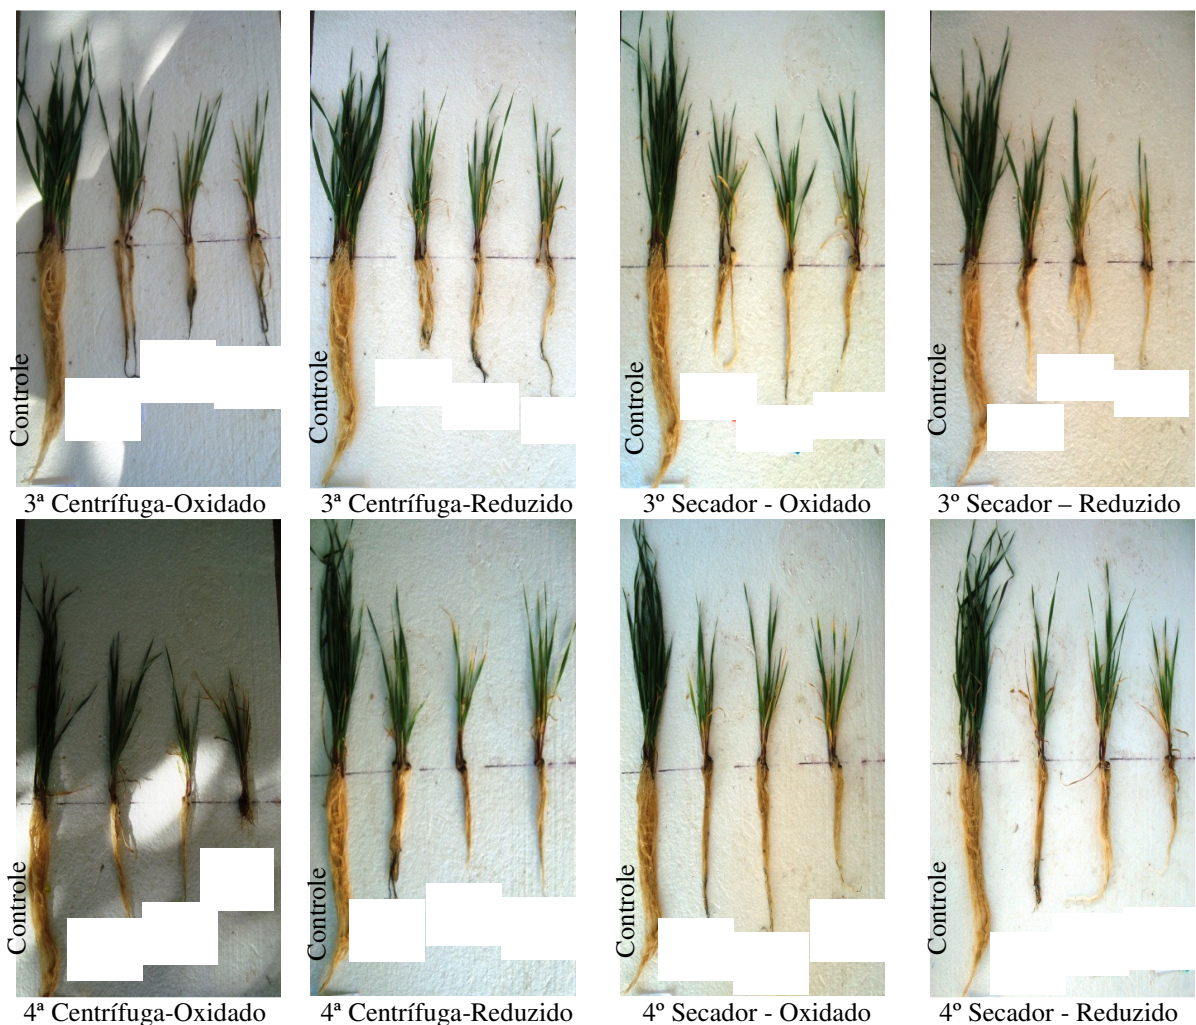 Controle
Controle
Controle
Controle
3ª Centrífuga-Oxidado
3ª Centrífuga-Reduzido
3º Secador - Oxidado
3º Secador – Reduzido
Controle
Controle
Controle
Controle
4ª Centrífuga-Oxidado
4ª Centrífuga-Reduzido
4º Secador - Oxidado
4º Secador - Reduzido